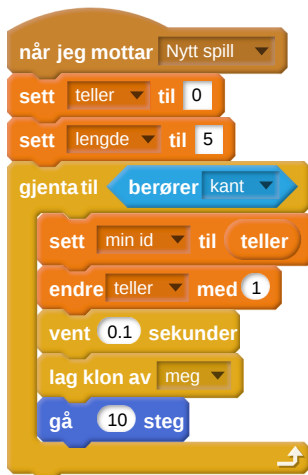 når jeg mottar Nytt spill
sett teller til 0
sett lengde til 5
gjenta til berører kant
sett min id til teller
endre teller med 1
vent 0.1 sekunder
lag klon av meg
gå 10 steg